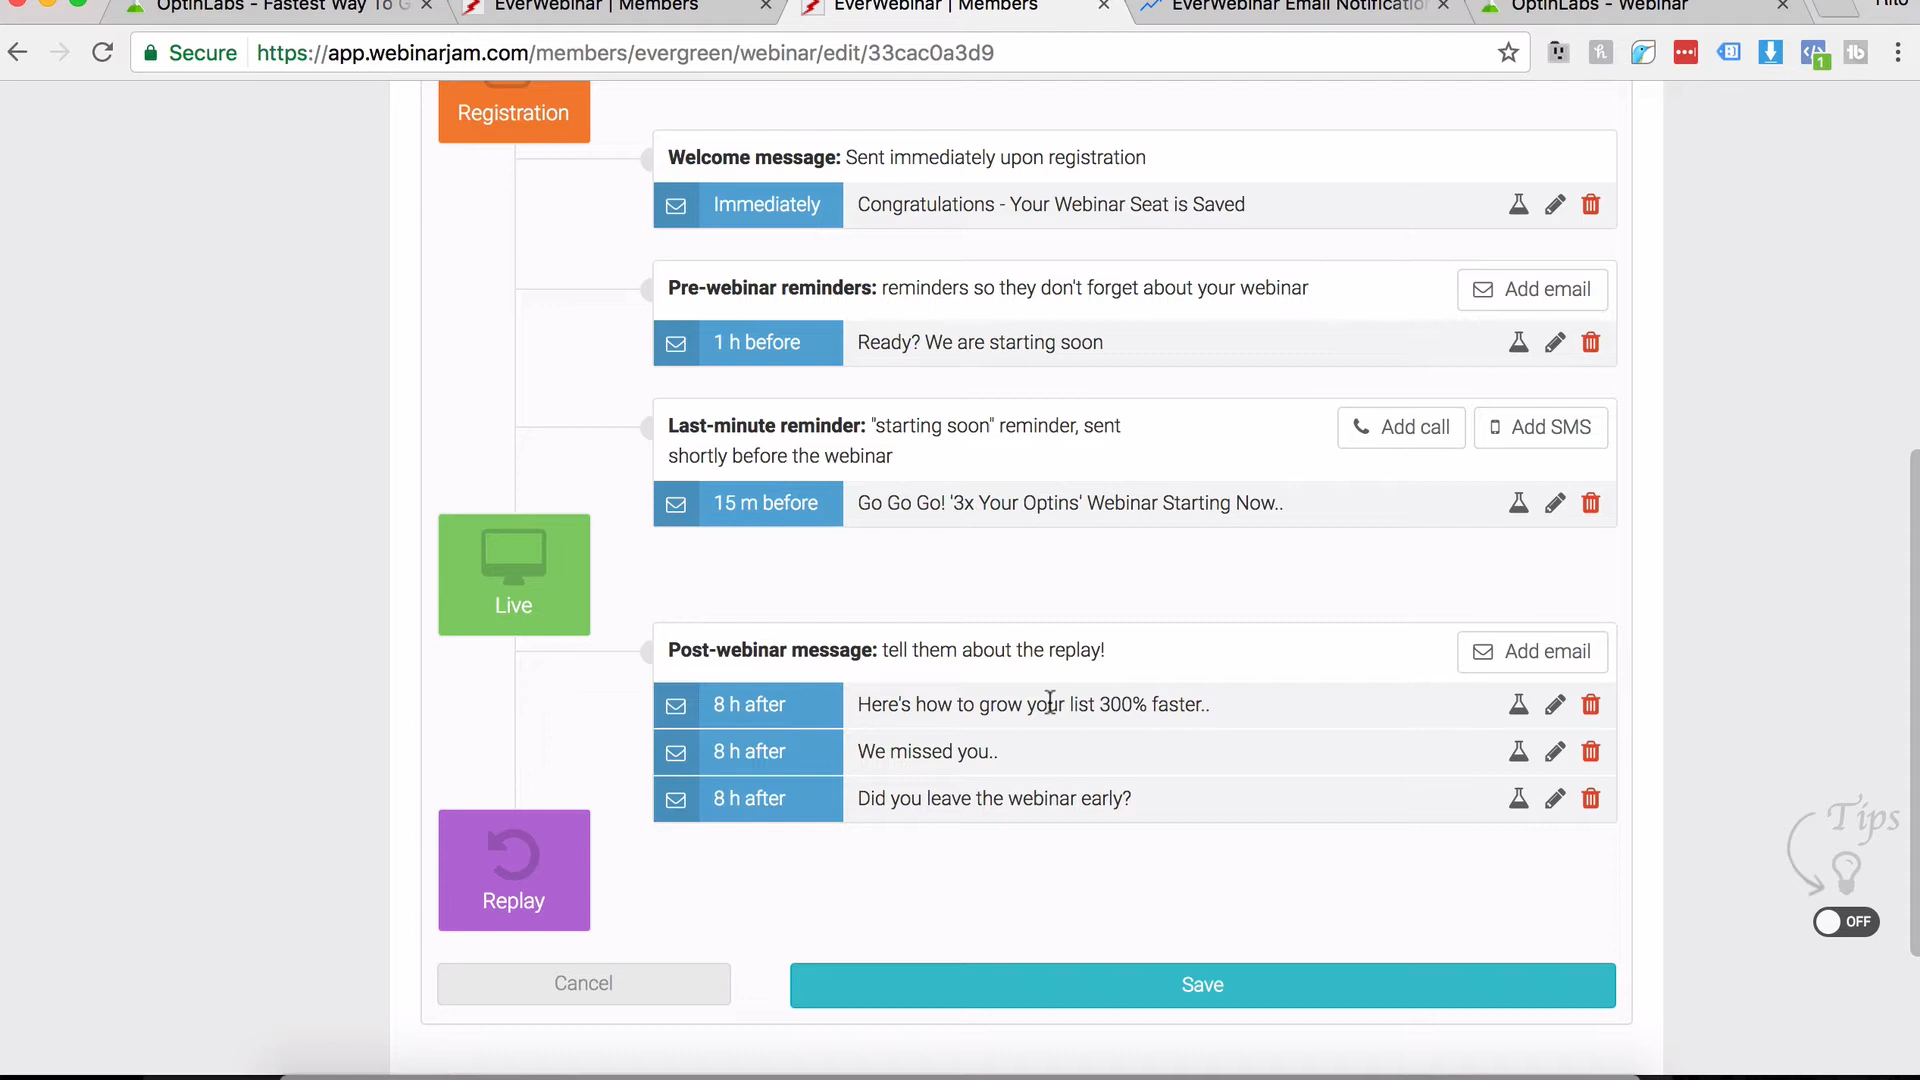 OptinLabs - Fastest Way To G
EverWebinar | Members
EverWebinar | Members
EverWebinar Email Notificatio
OptinLabs - Webinar
Secure
https://app.webinarjam.com/members/evergreen/webinar/edit/33cac0a3d9
1
tb
Registration
Welcome message: Sent immediately upon registration
Immediately
Congratulations - Your Webinar Seat is Saved
Pre-webinar reminders: reminders so they don't forget about your webinar
Add email
1 h before
Ready? We are starting soon
Last-minute reminder: "starting soon" reminder, sent
shortly before the webinar
Add call
Add SMS
15 m before
Go Go Go! '3x Your Optins' Webinar Starting Now..
Live
Post-webinar message: tell them about the replay!
Add email
8 h after
Here's how to grow your list 300% faster..
8 h after
We missed you..
8 h after
Did you leave the webinar early?
Tips
OFF
Replay
Cancel
Save